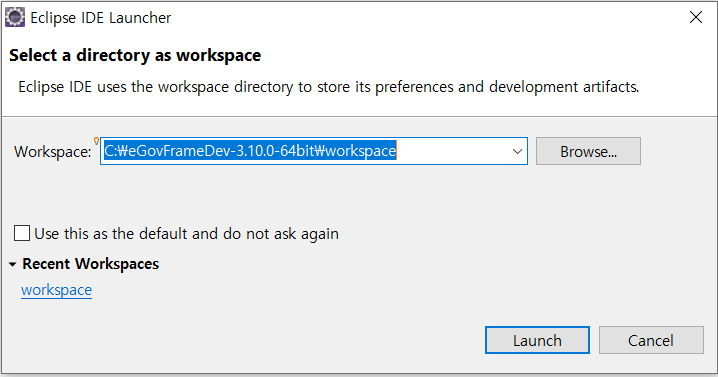 Eclipse IDE Launcher
Select a directory as workspace
Eclipse IDE uses the workspace directory to store its preferences and development artifacts.
Workspace: C:₩eGovFrameDev-3.10.0-64bit₩workspace Browse...
Use this as the default and do not ask again
Recent Workspaces
workspace
Launch Cancel